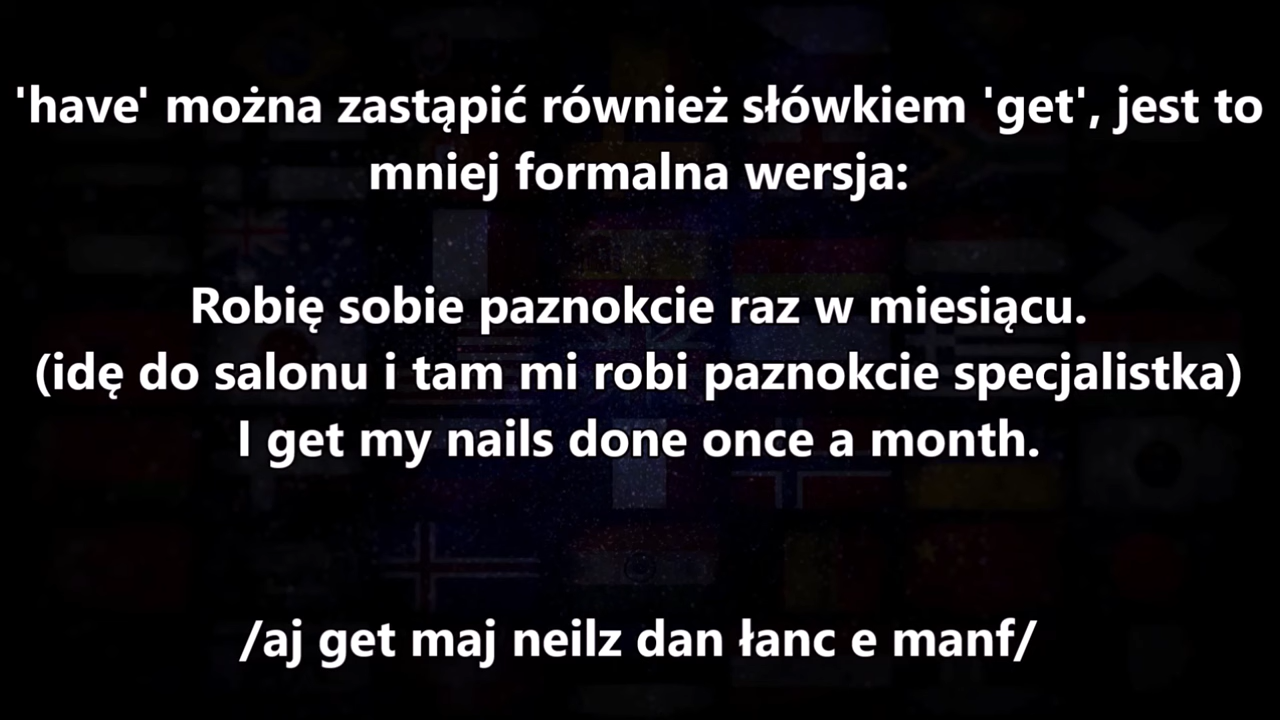 'have' można zastąpić również słówkiem 'get', jest to
mniej formalna wersja:
Robię sobie paznokcie raz w miesiącu.
(idę do salonu i tam mi robi paznokcie specjalistka)
I get my nails done once a month.
/aj get maj neilz dan łanc e manf/